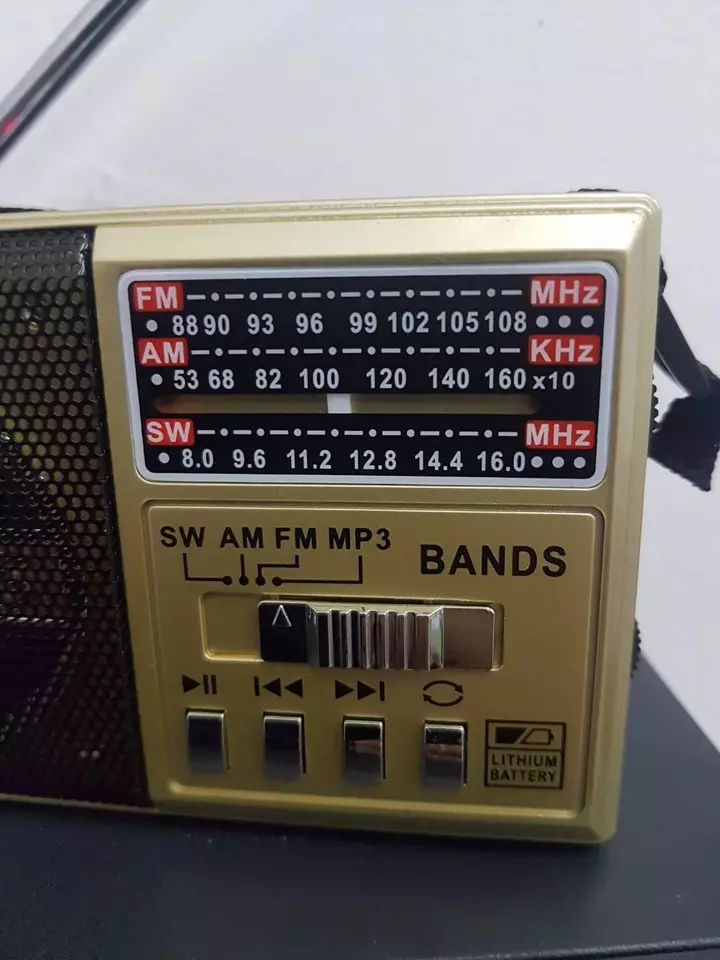 FM MHz
88 90 93 96 99 102 105 108
AM KHz
53 68 82 100 120 140 160 x10
SW MHz
8.0 9.6 11.2 12.8 14.4 16.0
SW AM FM MP3
BANDS
LITHIUM
BATTERY